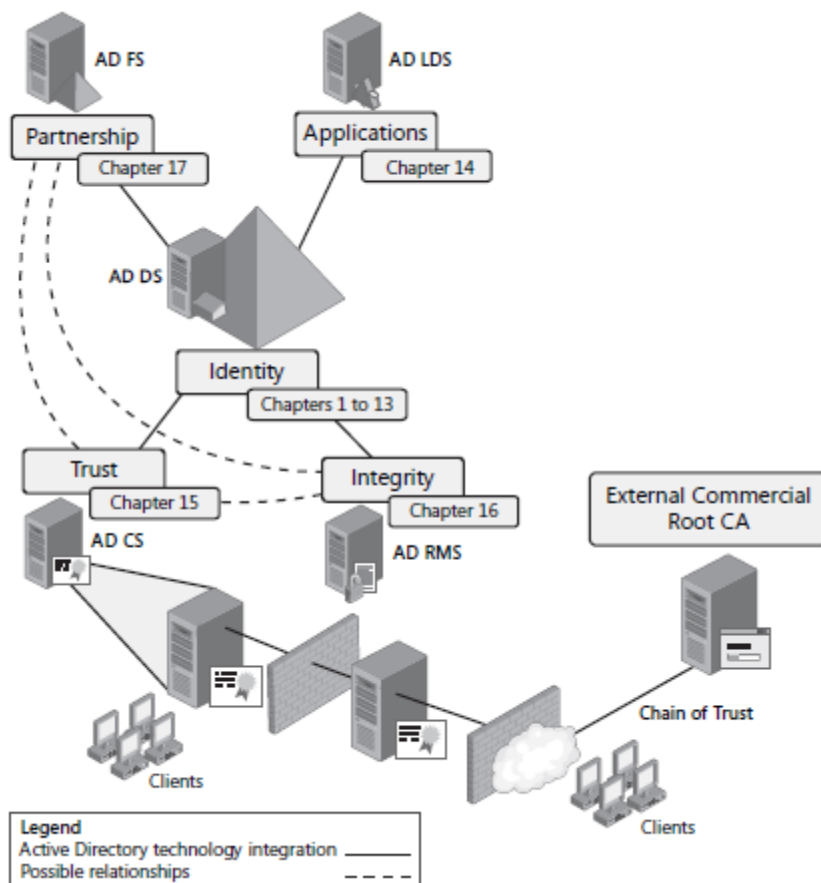 AD FS
AD LDS
Partnership
Chapter 17
Applications
Chapter 14
AD DS
Identity
Chapters 1 to 13
Trust
Chapter 15
Integrity
Chapter 16
External Commercial
Root CA
AD CS
AD RMS
Chain of Trust
Clients
Clients
Legend
Active Directory technology integration
Possible relationships